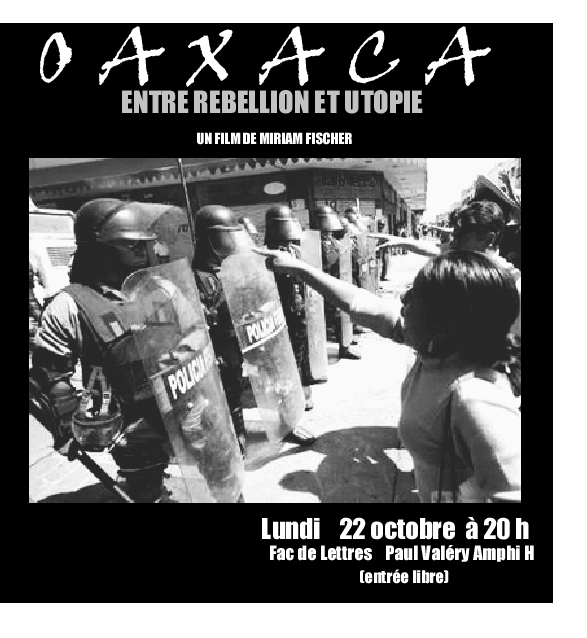 OAXACA
ENTRE REBELLION ET UTOPIE
UN FILM DE MIRIAM FISCHER
POLICIA
POLICIA
Lundi 22 octobre à 20 h
Fac de Lettres Paul Valéry Amphi H
(entrée libre)